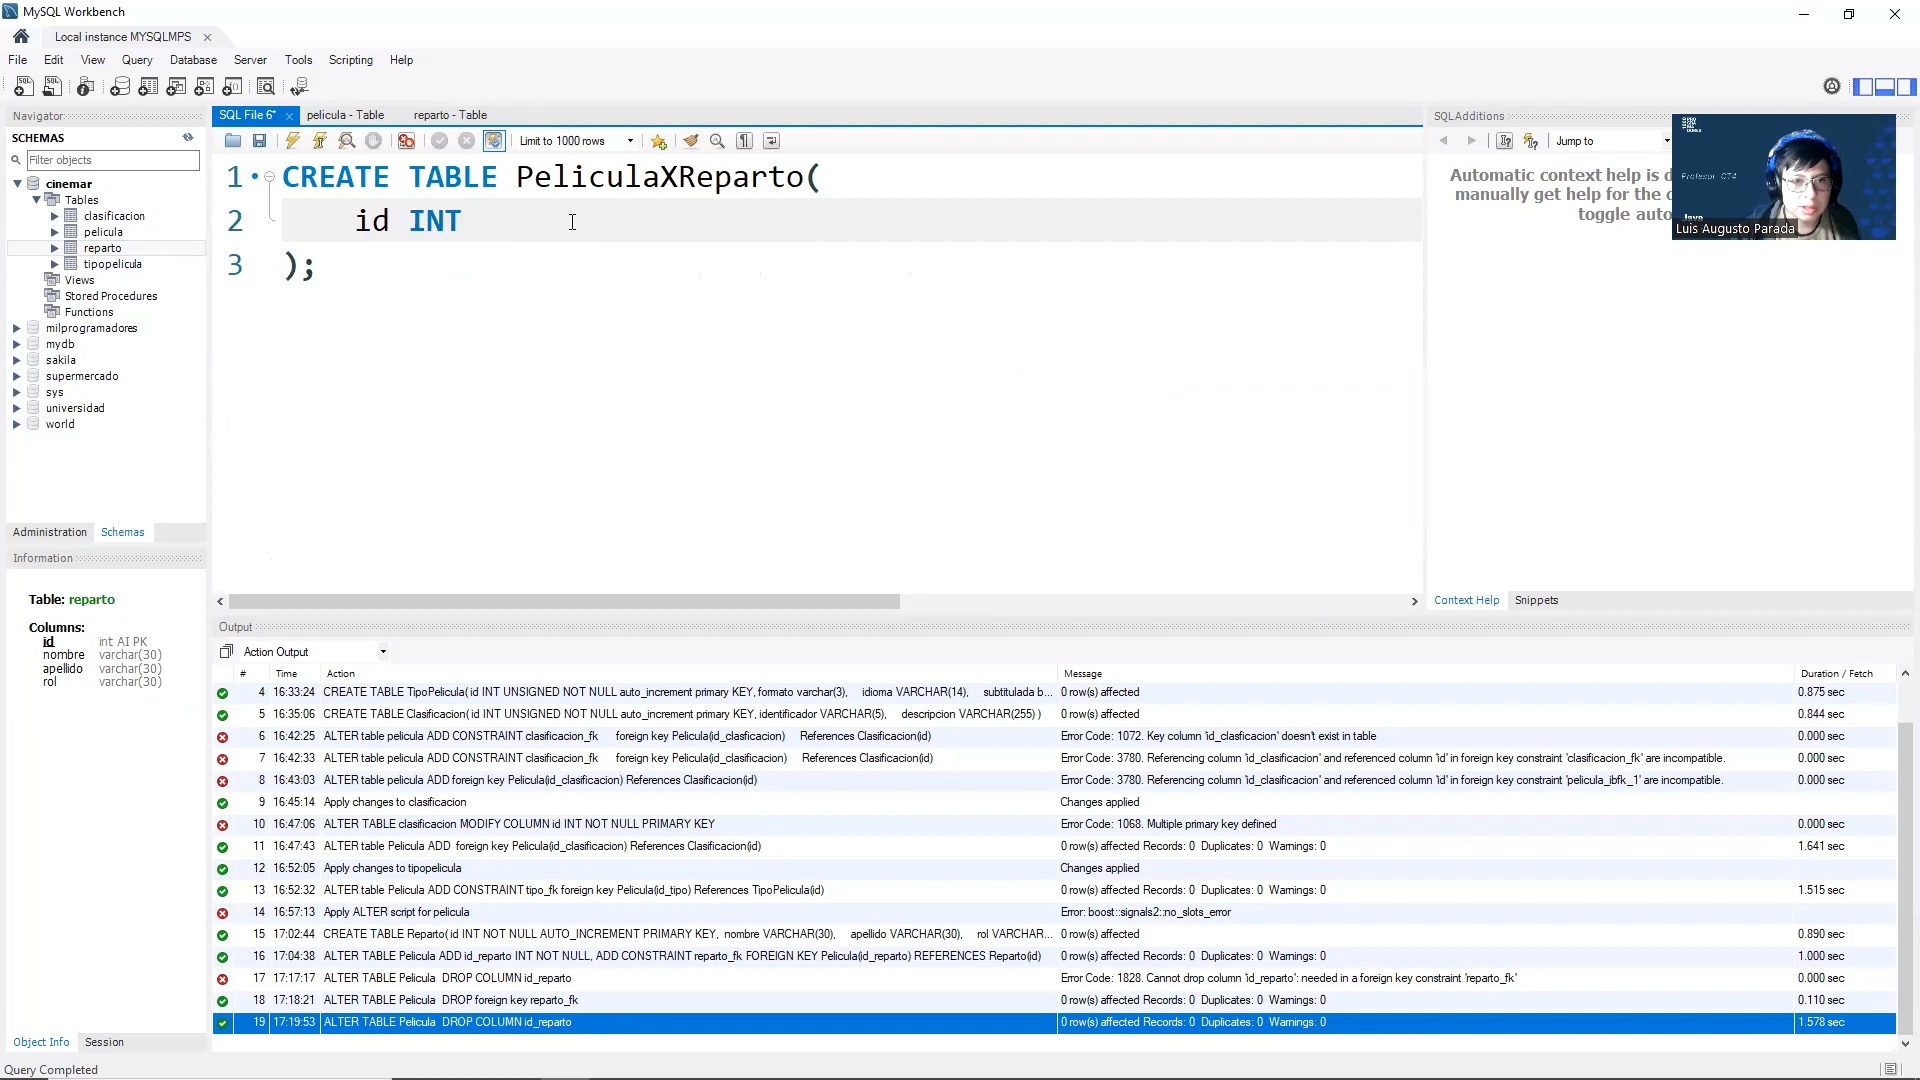 MySQL Workbench
Local instance MYSQLMPS
File Edit View Query Database Server Tools Scripting Help
Navigator
SCHEMAS
Filter objects
cinemar
Tables
clasificacion
pelicula
reparto
tipopelicula
Views
Stored Procedures
Functions
milprogramadores
mydb
sakila
supermercado
sys
universidad
world
Administration Schemas
Information
Table: reparto
Columns:
id int AI PK
nombre varchar(30)
apellido varchar(30)
rol varchar(30)
Object Info Session
Query Completed
SQL File 6* pelicula - Table reparto - Table
Limit to 1000 rows
1 CREATE TABLE PeliculaXReparto(
2 id INT
3 );
SQLAdditions
Jump to
Automatic context help is d
manually get help for the c
toggle auto
Profesor CT4
Java
Luis Augusto Parada
Context Help Snippets
Output
Action Output
# Time Action Message Duration / Fetch
4 16:33:24 CREATE TABLE TipoPelicula( id INT UNSIGNED NOT NULL auto_increment primary KEY, formato varchar(3), idioma VARCHAR(14), subtitulada b... 0 row(s) affected 0.875 sec
5 16:35:06 CREATE TABLE Clasificacion( id INT UNSIGNED NOT NULL auto_increment primary KEY, identificador VARCHAR(5), descripcion VARCHAR(255) ) 0 row(s) affected 0.844 sec
6 16:42:25 ALTER table pelicula ADD CONSTRAINT clasificacion_fk foreign key Pelicula(id_clasficacion) References Clasificacion(id) Error Code: 1072. Key column 'id_clasficacion' doesn't exist in table 0.000 sec
7 16:42:33 ALTER table pelicula ADD CONSTRAINT clasificacion_fk foreign key Pelicula(id_clasificacion) References Clasificacion(id) Error Code: 3780. Referencing column 'id_clasificacion' and referenced column 'id' in foreign key constraint 'clasificacion_fk' are incompatible. 0.000 sec
8 16:43:03 ALTER table pelicula ADD foreign key Pelicula(id_clasificacion) References Clasificacion(id) Error Code: 3780. Referencing column 'id_clasificacion' and referenced column 'id' in foreign key constraint 'pelicula_ibfk_1' are incompatible. 0.000 sec
9 16:45:14 Apply changes to clasificacion Changes applied
10 16:47:06 ALTER TABLE clasificacion MODIFY COLUMN id INT NOT NULL PRIMARY KEY Error Code: 1068. Multiple primary key defined 0.000 sec
11 16:47:43 ALTER table Pelicula ADD foreign key Pelicula(id_clasificacion) References Clasificacion(id) 0 row(s) affected Records: 0 Duplicates: 0 Warnings: 0 1.641 sec
12 16:52:05 Apply changes to tipopelicula Changes applied
13 16:52:32 ALTER table Pelicula ADD CONSTRAINT tipo_fk foreign key Pelicula(id_tipo) References TipoPelicula(id) 0 row(s) affected Records: 0 Duplicates: 0 Warnings: 0 1.515 sec
14 16:57:13 Apply ALTER script for pelicula Error: boost::signals2::no_slots_error
15 17:02:44 CREATE TABLE Reparto( id INT NOT NULL AUTO_INCREMENT PRIMARY KEY, nombre VARCHAR(30), apellido VARCHAR(30), rol VARCHAR... 0 row(s) affected 0.890 sec
16 17:04:38 ALTER TABLE Pelicula ADD id_reparto INT NOT NULL, ADD CONSTRAINT reparto_fk FOREIGN KEY Pelicula(id_reparto) REFERENCES Reparto(id) 0 row(s) affected Records: 0 Duplicates: 0 Warnings: 0 1.000 sec
17 17:17:17 ALTER TABLE Pelicula DROP COLUMN id_reparto Error Code: 1828. Cannot drop column 'id_reparto': needed in a foreign key constraint 'reparto_fk' 0.000 sec
18 17:18:21 ALTER TABLE Pelicula DROP foreign key reparto_fk 0 row(s) affected Records: 0 Duplicates: 0 Warnings: 0 0.110 sec
19 17:19:53 ALTER TABLE Pelicula DROP COLUMN id_reparto 0 row(s) affected Records: 0 Duplicates: 0 Warnings: 0 1.578 sec